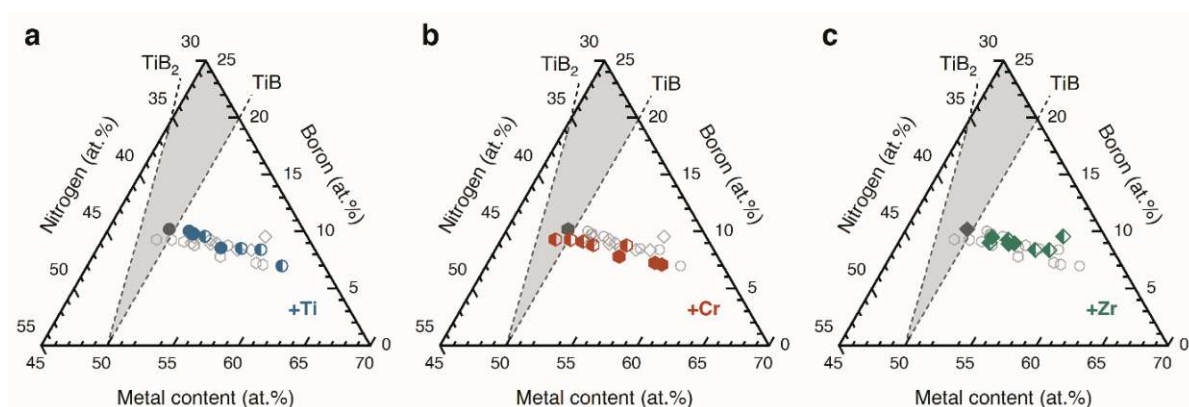 a
30
25
TiB2
TiB
35
20
40
15
45
10
50
5
55
0
Nitrogen (at.%)
Boron (at.%)
+Ti
45 50 55 60 65 70
Metal content (at.%)
b
30
25
TiB2
TiB
35
20
40
15
45
10
50
5
55
0
Nitrogen (at.%)
Boron (at.%)
+Cr
45 50 55 60 65 70
Metal content (at.%)
c
30
25
TiB2
TiB
35
20
40
15
45
10
50
5
55
0
Nitrogen (at.%)
Boron (at.%)
+Zr
45 50 55 60 65 70
Metal content (at.%)